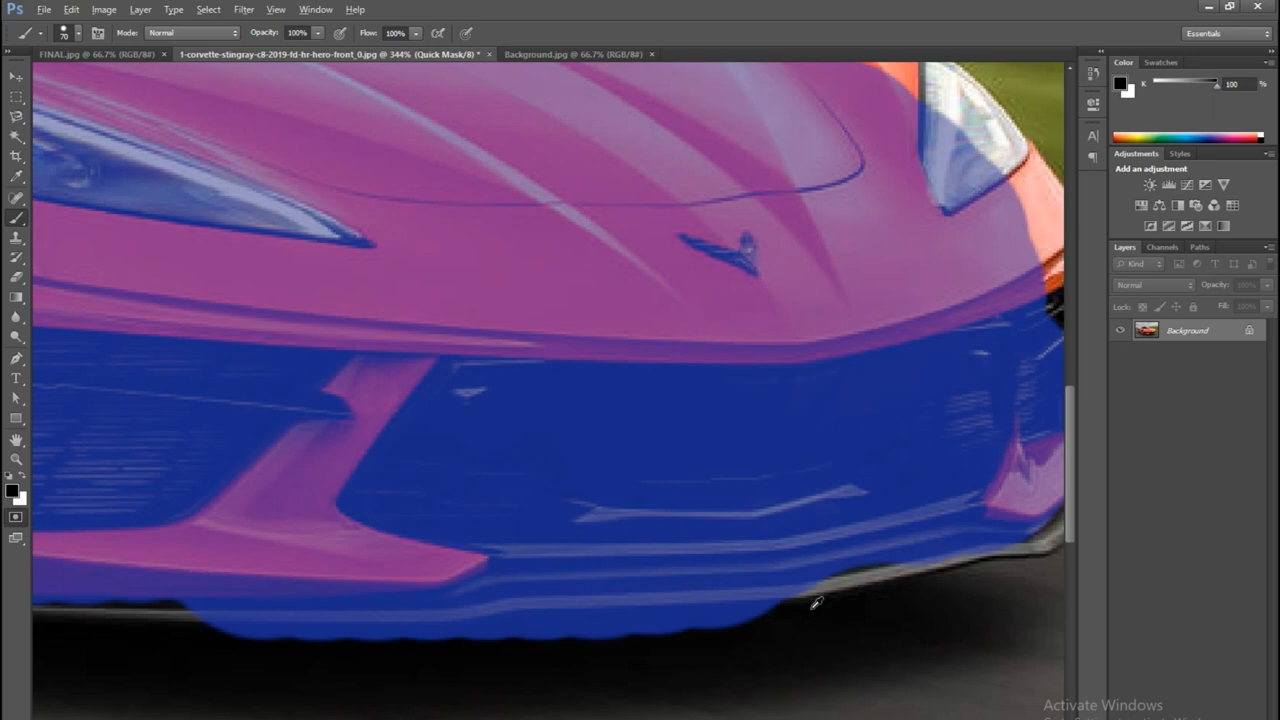 Ps File Edit Image Layer Type Select Filter View Window Help
70 Mode: Normal Opacity: 100% Flow: 100% Essentials
FINAL.jpg @ 66.7% (RGB/8#) × 1-corvette-stingray-c8-2019-fd-hr-hero-front_0.jpg @ 344% (Quick Mask/8) * × Background.jpg @ 66.7% (RGB/8#) ×
Color Swatches
K 100 %
Adjustments Styles
Add an adjustment
Layers Channels Paths
Kind
Normal Opacity: 100%
Lock: Fill: 100%
Background
Activate Windows